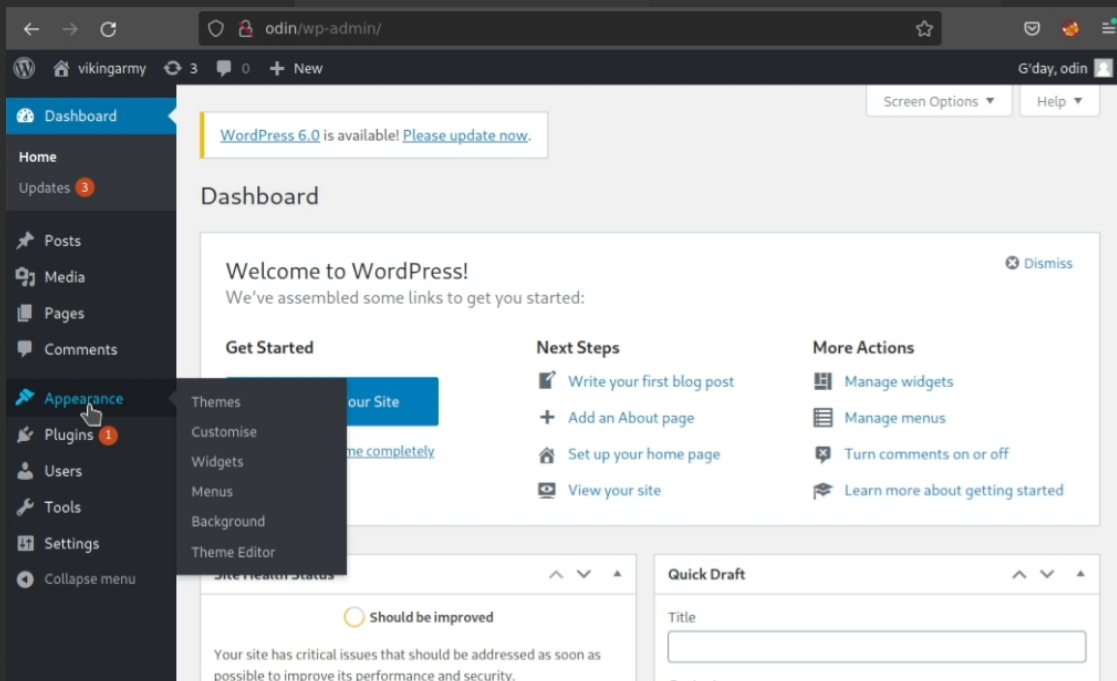 odin/wp-admin/
vikingarmy 3 0 + New G'day, odin
Dashboard
Home
Updates 3
Posts
Media
Pages
Comments
Appearance
Plugins 1
Users
Tools
Settings
Collapse menu
Themes
Customise
Widgets
Menus
Background
Theme Editor
Screen Options ▼ Help ▼
WordPress 6.0 is available! Please update now.
Dashboard
Welcome to WordPress!
Dismiss
We've assembled some links to get you started:
Get Started
our Site
me completely
Next Steps
Write your first blog post
Add an About page
Set up your home page
View your site
More Actions
Manage widgets
Manage menus
Turn comments on or off
Learn more about getting started
Site Health Status
Should be improved
Your site has critical issues that should be addressed as soon as
possible to improve its performance and security.
Quick Draft
Title